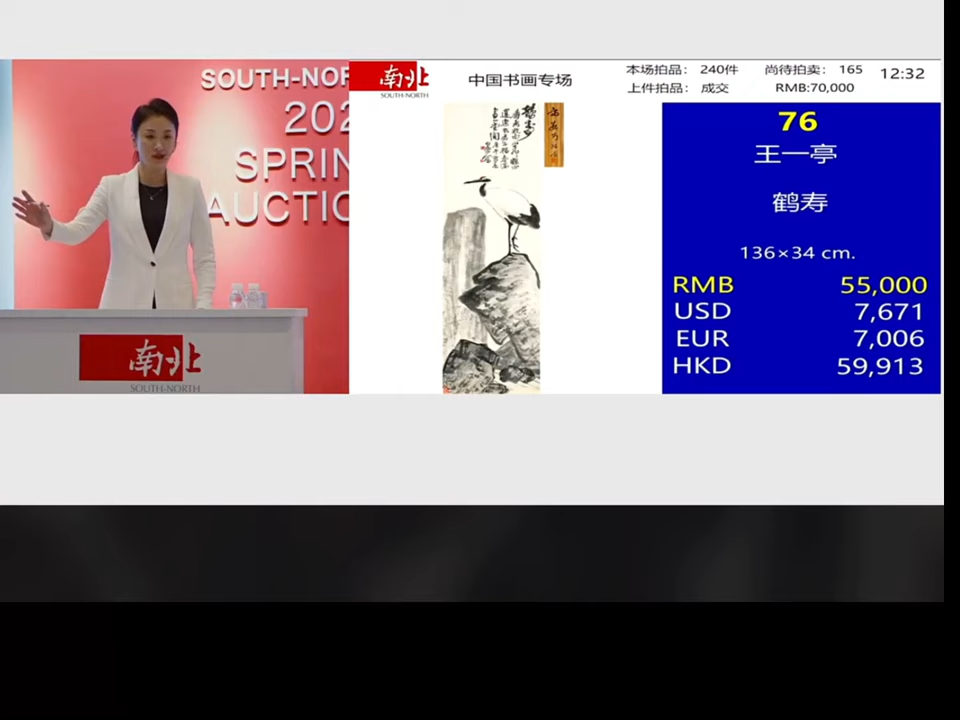 SOUTH-NOR
202
SPRIN
AUCTIO
南北
SOUTH-NORTH
南北
SOUTH-NORTH
中国书画专场
本场拍品: 240件 尚待拍卖: 165 12:32
上件拍品: 成交 RMB:70,000
鹤寿
76
王一亭
鹤寿
136×34 cm.
RMB 55,000
USD 7,671
EUR 7,006
HKD 59,913